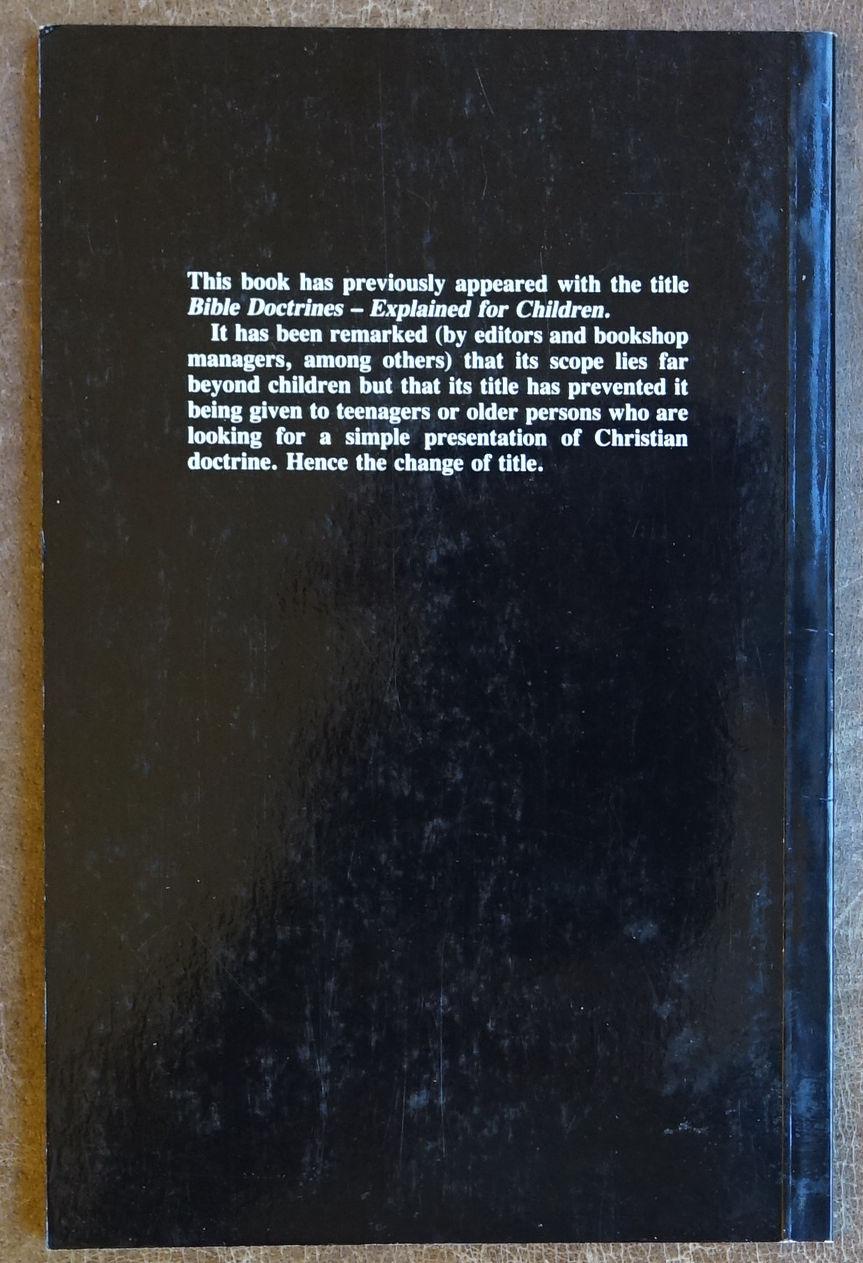 This book has previously appeared with the title
Bible Doctrines – Explained for Children.
It has been remarked (by editors and bookshop
managers, among others) that its scope lies far
beyond children but that its title has prevented it
being given to teenagers or older persons who are
looking for a simple presentation of Christian
doctrine. Hence the change of title.